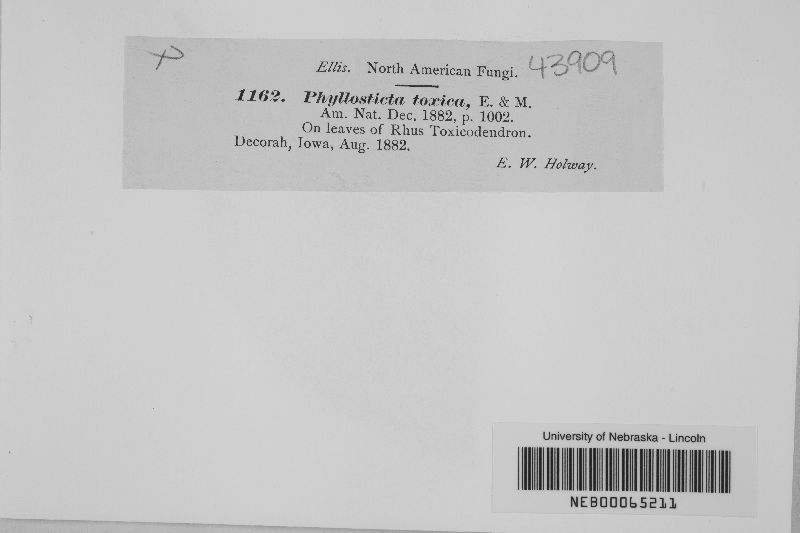 Ellis. North American Fungi. 43909
1162. Phyllosticta toxica, E. & M.
Am. Nat. Dec. 1882, p. 1002.
On leaves of Rhus Toxicodendron.
Decorah, Iowa, Aug. 1882.
E. W. Holway.
University of Nebraska - Lincoln
NEB00065211